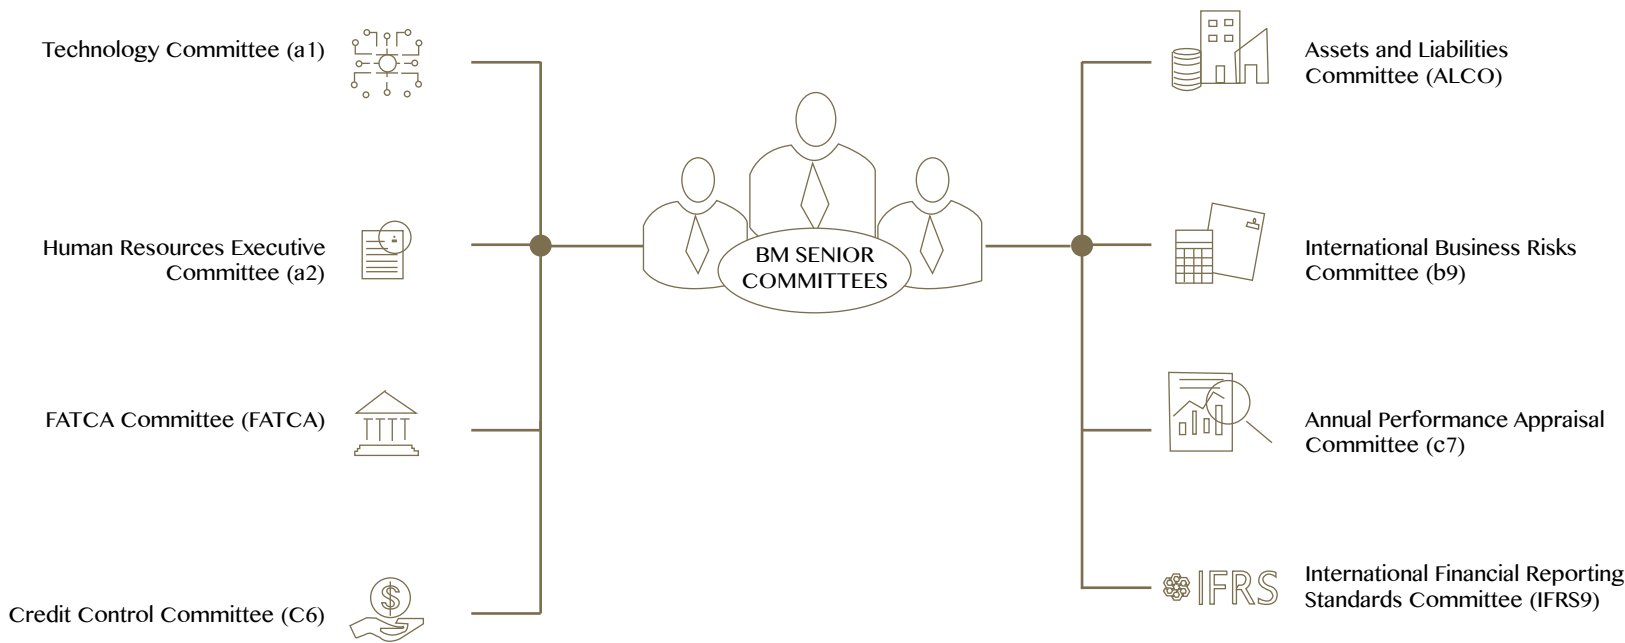 Technology Committee (a1)
Human Resources Executive
Committee (a2)
FATCA Committee (FATCA)
Credit Control Committee (C6)
BM SENIOR
COMMITTEES
$
Assets and Liabilities
Committee (ALCO)
International Business Risks
Committee (b9)
Annual Performance Appraisal
Committee (c7)
IFRS
International Financial Reporting
Standards Committee (IFRS9)